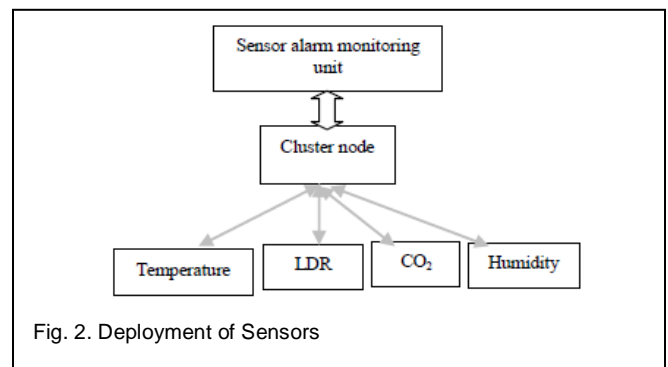 Sensor alarm monitoring
unit
Cluster node
Temperature
LDR
CO₂
Humidity
Fig. 2. Deployment of Sensors